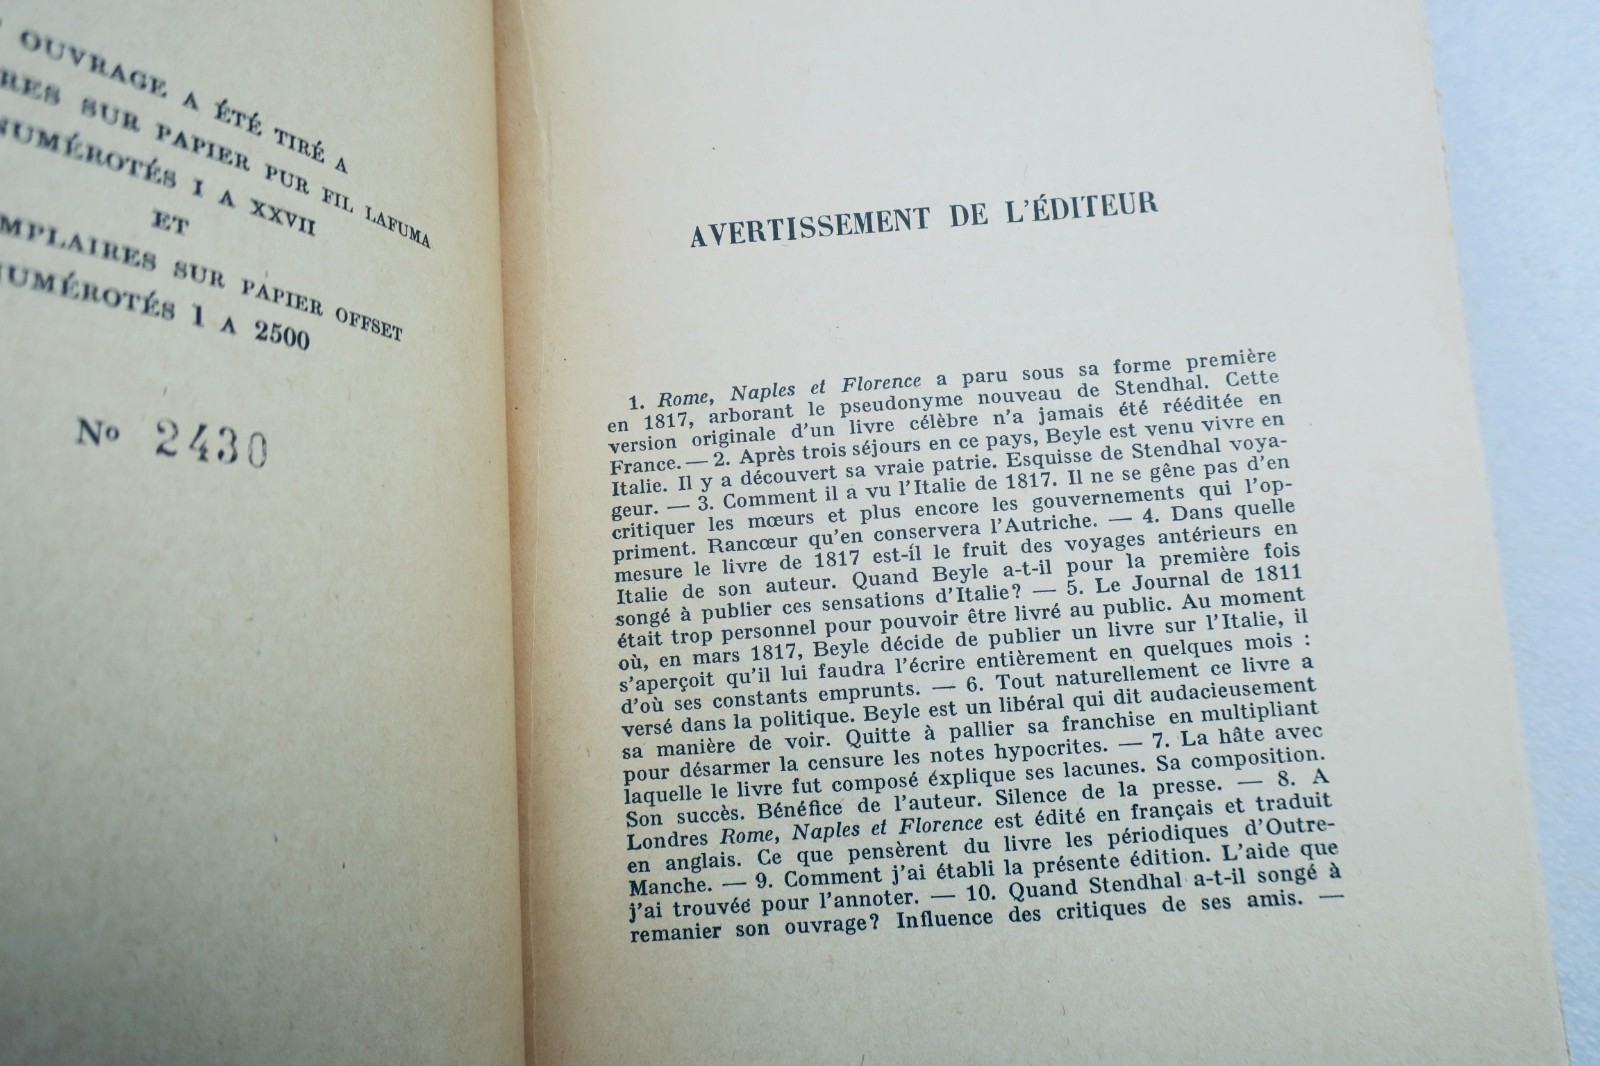 OUVRAGE A ÉTÉ TIRÉ A
RES SUR PAPIER PUR FIL LAFUMA
NUMÉROTÉS I A XXVII
ET
MPLAIRES SUR PAPIER OFFSET
NUMÉROTÉS 1 A 2500
No 2430
AVERTISSEMENT DE L'ÉDITEUR
1. Rome, Naples et Florence a paru sous sa forme première
en 1817, arborant le pseudonyme nouveau de Stendhal. Cette
version originale d'un livre célèbre n'a jamais été rééditée en
France. — 2. Après trois séjours en ce pays, Beyle est venu vivre en
Italie. Il y a découvert sa vraie patrie. Esquisse de Stendhal voya-
geur. — 3. Comment il a vu l'Italie de 1817. Il ne se gêne pas d'en
critiquer les mœurs et plus encore les gouvernements qui l'op-
priment. Rancœur qu'en conservera l'Autriche. — 4. Dans quelle
mesure le livre de 1817 est-il le fruit des voyages antérieurs en
Italie de son auteur. Quand Beyle a-t-il pour la première fois
songé à publier ces sensations d'Italie? — 5. Le Journal de 1811
était trop personnel pour pouvoir être livré au public. Au moment
où, en mars 1817, Beyle décide de publier un livre sur l'Italie, il
s'aperçoit qu'il lui faudra l'écrire entièrement en quelques mois :
d'où ses constants emprunts. — 6. Tout naturellement ce livre a
versé dans la politique. Beyle est un libéral qui dit audacieusement
sa manière de voir. Quitte à pallier sa franchise en multipliant
pour désarmer la censure les notes hypocrites. — 7. La hâte avec
laquelle le livre fut composé explique ses lacunes. Sa composition.
Son succès. Bénéfice de l'auteur. Silence de la presse. — 8. A
Londres Rome, Naples et Florence est édité en français et traduit
en anglais. Ce que pensèrent du livre les périodiques d'Outre-
Manche. — 9. Comment j'ai établi la présente édition. L'aide que
j'ai trouvée pour l'annoter. — 10. Quand Stendhal a-t-il songé à
remanier son ouvrage? Influence des critiques de ses amis. —